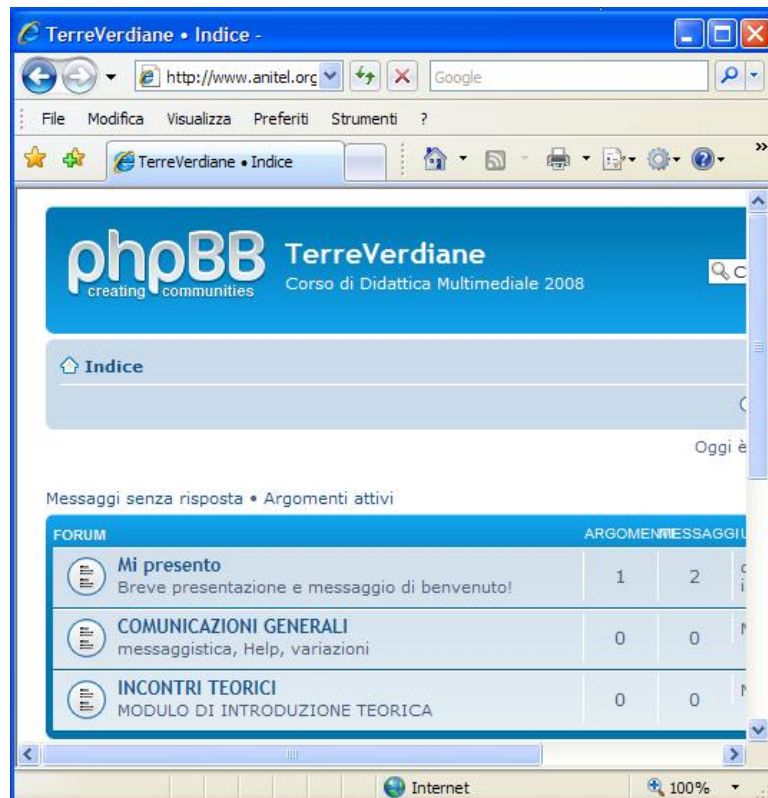 TerreVerdiane • Indice -
http://www.anitel.org
Google
File Modifica Visualizza Preferiti Strumenti ?
TerreVerdiane • Indice
»
phpBB
creating communities
TerreVerdiane
Corso di Didattica Multimediale 2008
Indice
Oggi è
Messaggi senza risposta • Argomenti attivi
FORUM
Mi presento 1 2
Breve presentazione e messaggio di benvenuto!
COMUNICAZIONI GENERALI 0 0
messaggistica, Help, variazioni
INCONTRI TEORICI 0 0
MODULO DI INTRODUZIONE TEORICA
Internet 100%